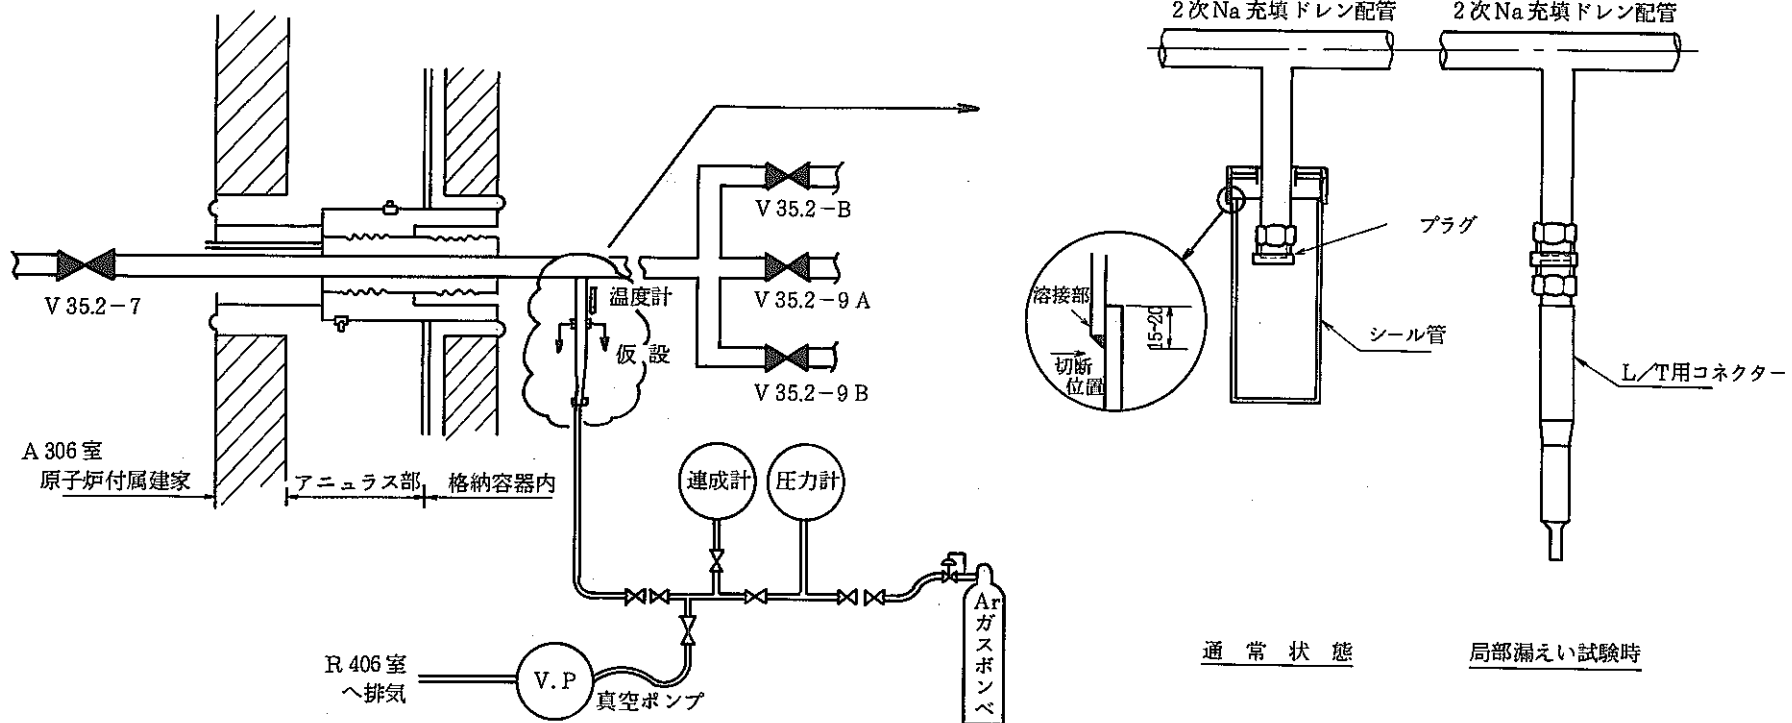 2次Na充填ドレン配管
2次Na充填ドレン配管
V 35.2-B
プラグ
V 35.2-7
温度計
V 35.2-9 A
溶接部
15~20
シール管
仮設
切断
位置
L/T用コネクター
V 35.2-9 B
A 306 室
原子炉付属建家
アニュラス部
格納容器内
連成計
圧力計
Ar
ガスボンベ
R 406 室
へ排気
V.P
真空ポンプ
通常状態
局部漏えい試験時